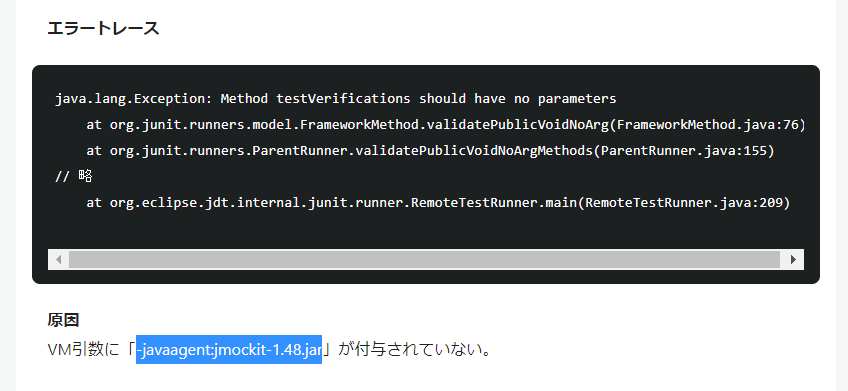 エラートレース
java.lang.Exception: Method testVerifications should have no parameters
at org.junit.runners.model.FrameworkMethod.validatePublicVoidNoArg(FrameworkMethod.java:76)
at org.junit.runners.ParentRunner.validatePublicVoidNoArgMethods(ParentRunner.java:155)
// 略
at org.eclipse.jdt.internal.junit.runner.RemoteTestRunner.main(RemoteTestRunner.java:209)
原因
VM引数に「-javaagent:jmockit-1.48.jar」が付与されていない。